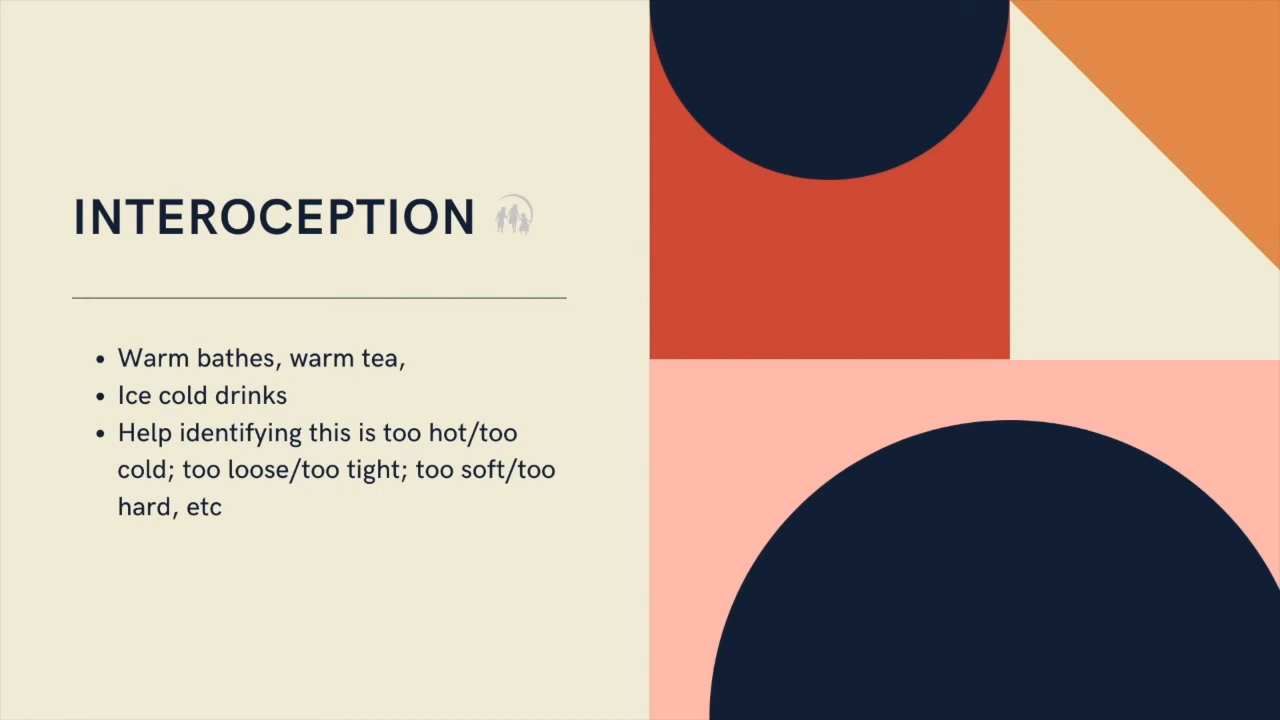 INTEROCEPTION
• Warm bathes, warm tea,
• Ice cold drinks
• Help identifying this is too hot/too
cold; too loose/too tight; too soft/too
hard, etc